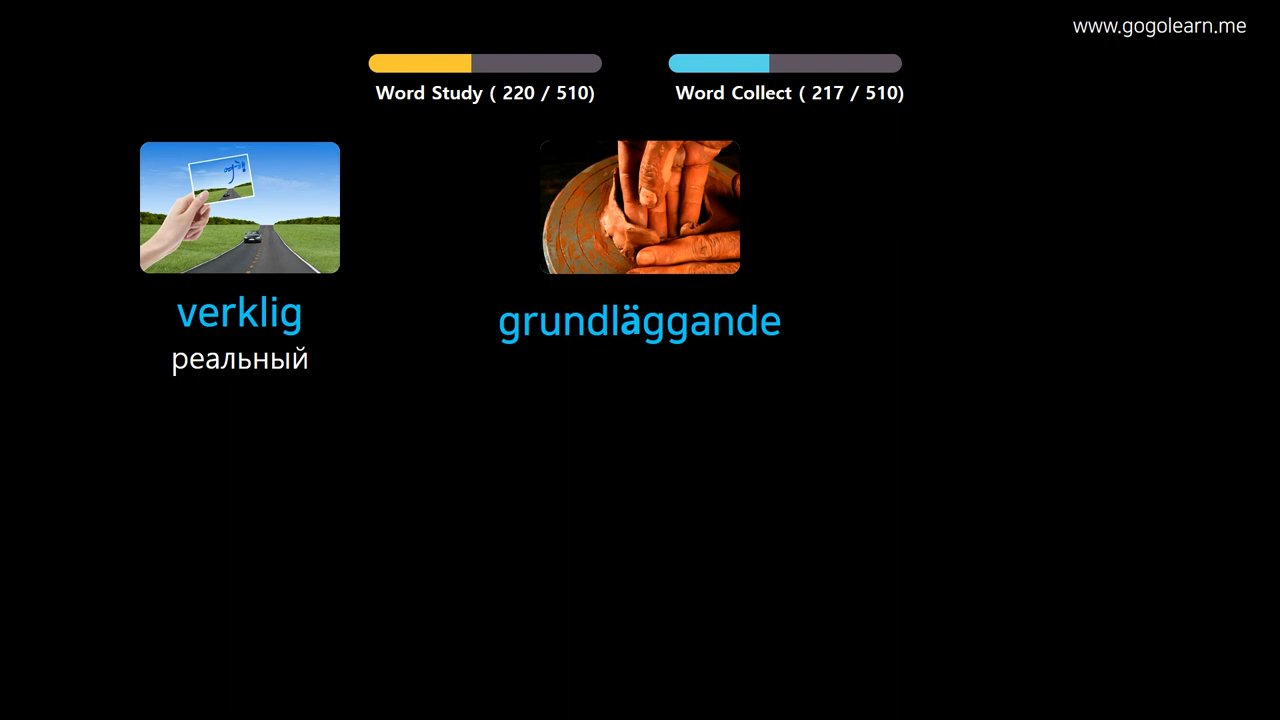 www.gogolearn.me
Word Study ( 220 / 510)
Word Collect ( 217 / 510)
verklig
реальный
grundläggande